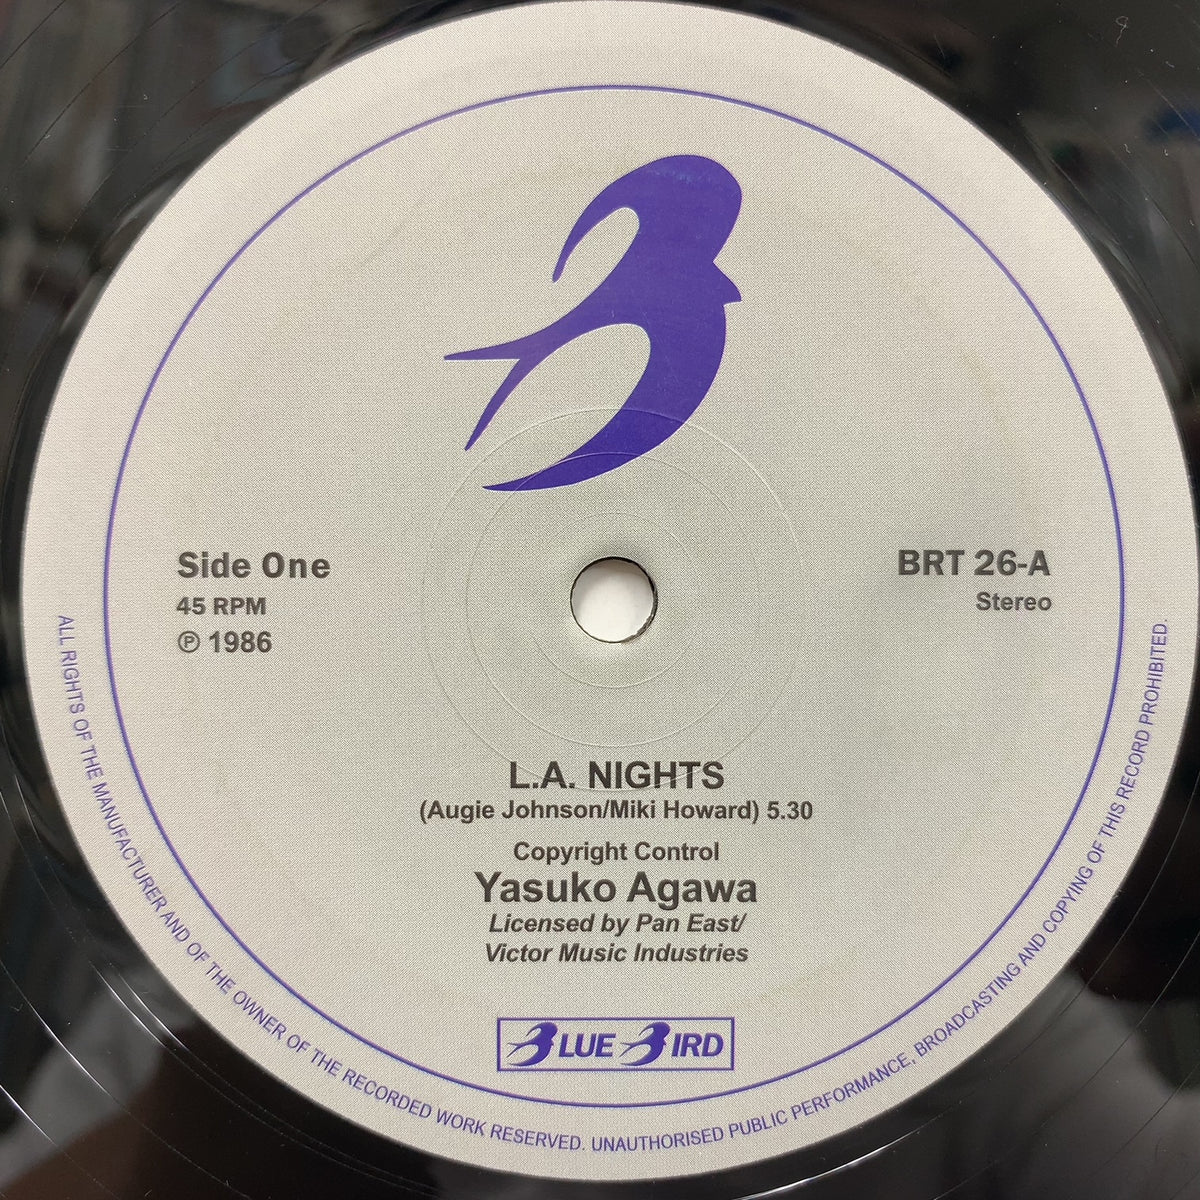 Side One
45 RPM
℗ 1986
BRT 26-A
Stereo
L.A. NIGHTS
(Augie Johnson/Miki Howard) 5.30
Copyright Control
Yasuko Agawa
Licensed by Pan East/
Victor Music Industries
BLUE BIRD
ALL RIGHTS OF THE MANUFACTURER AND OF THE OWNER OF THE RECORDED WORK RESERVED. UNAUTHORISED PUBLIC PERFORMANCE, BROADCASTING AND COPYING OF THIS RECORD PROHIBITED.